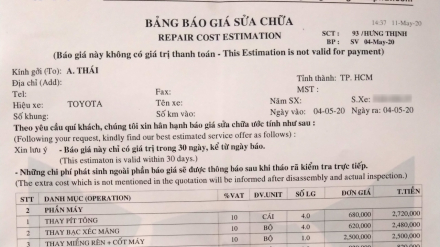 BẢNG BÁO GIÁ SỬA CHỮA
REPAIR COST ESTIMATION
14:37 11-May-20
SCT : 93 /HƯNG THỊNH
BP : SV 04-May-20
(Báo giá này không có giá trị thanh toán - This Estimation is not valid for payment)
Kính gởi (To): A. THÁI
Địa chỉ (Add): Tỉnh thành: TP. HCM
Tel Fax: MST :
Hiệu xe: TOYOTA Tên xe: Năm SX: Số Xe:
Số khung: Số km vào: Ngày vào: 04-05-20 Ngày ra: 04-05-20
Theo yêu cầu quí khách, chúng tôi xin hân hạnh báo giá sửa chữa ước tính như sau :
(Following your request, kindly find our best estimated service offer as follows) :
Xin lưu ý - Báo giá này chỉ có giá trị trong 30 ngày, kể từ ngày báo.
(This estimaton is valid within 30 days.)
- Những chi phí phát sinh ngoài phần báo giá sẽ được thông báo sau khi tháo rã kiểm tra trực tiếp.
(The extra cost which is not mentioned in the quotation will be informed after disassembly and actual inspection.)
STT DANH MỤC (OPERATION) %VAT ĐV.UNIT SỐ LG ĐƠN GIÁ T.TIỀN
2 PHẦN MÁY
1 THAY PÍT TÔNG 10 CÁI 4.0 680,000 2,720,000
2 THAY BẠC XÉC MĂNG 10 BỘ 1.0 2,500,000 2,500,000
THAY MIỂNG RÊN + CỐT MÁY 10 BỘ